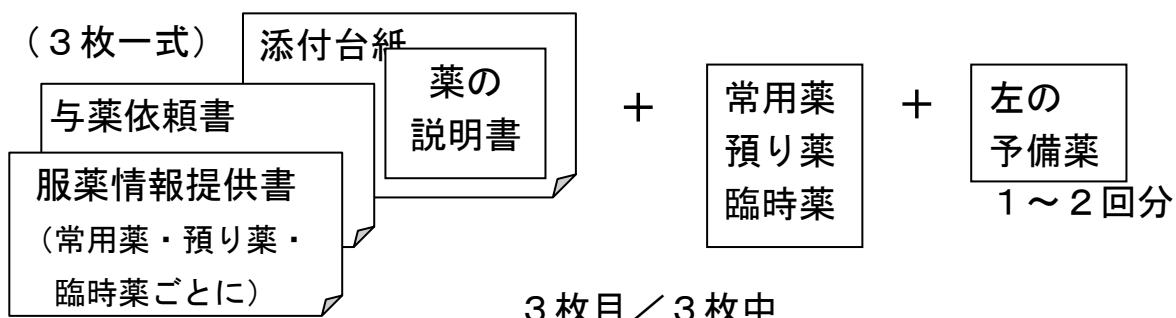 （３枚一式）
添付台紙
薬の
説明書
与薬依頼書
服薬情報提供書
（常用薬・預り薬・
臨時薬ごとに）
＋
常用薬
預り薬
臨時薬
＋
左の
予備薬
１～２回分
３枚目／３枚中